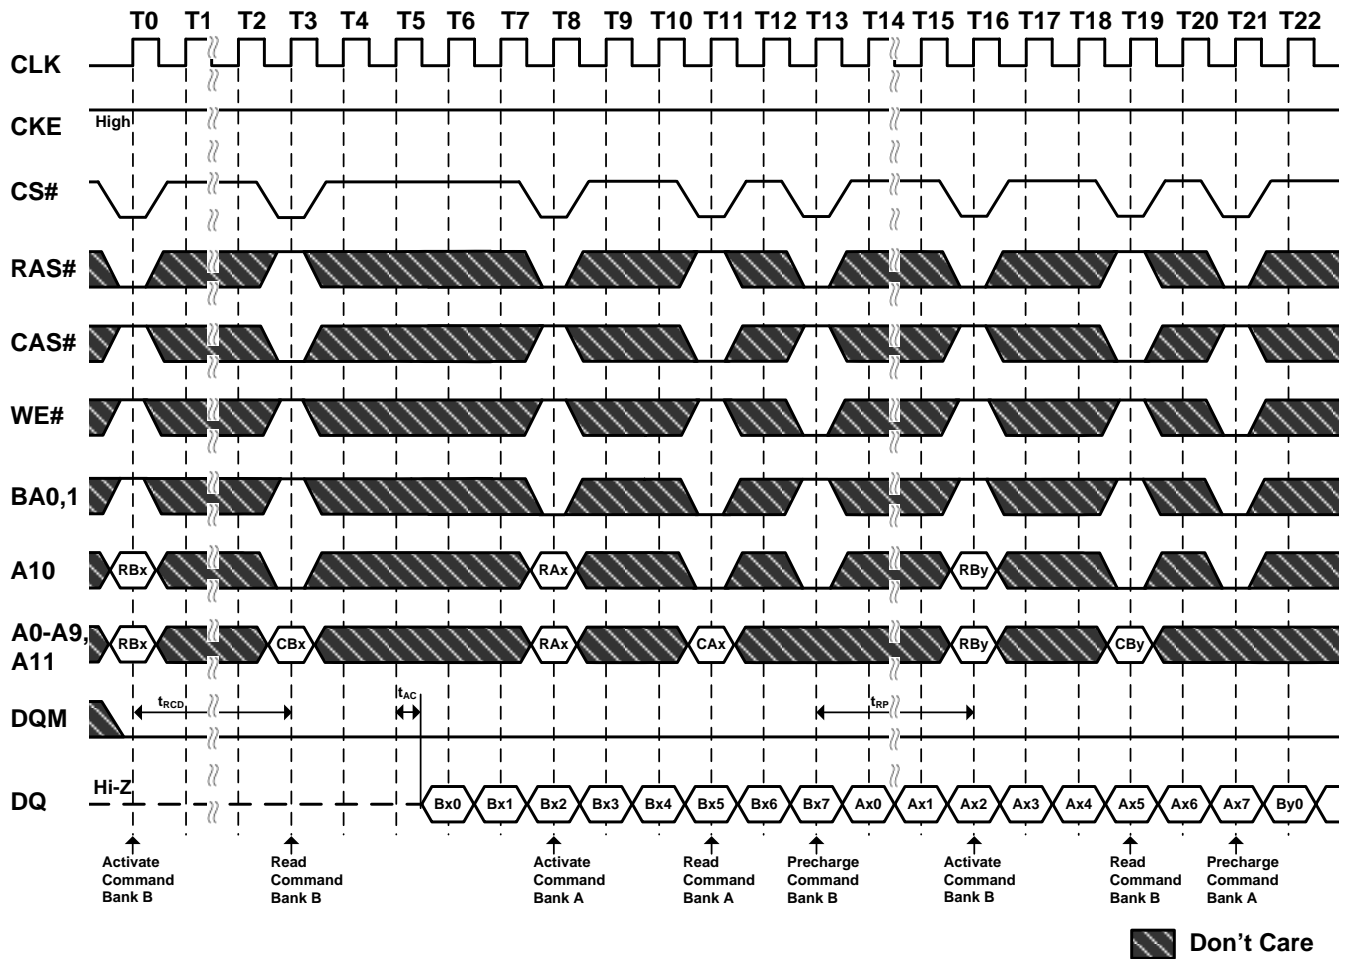 T0 T1 T2 T3 T4 T5 T6 T7 T8 T9 T10 T11 T12 T13 T14 T15 T16 T17 T18 T19 T20 T21 T22
CLK
CKE High
CS#
RAS#
CAS#
WE#
BA0,1
A10 RBx RAx RBy
A0-A9,
A11
RBx CBx RAx CAx RBy CBy
DQM tRCD tAC tRP
DQ Hi-Z Bx0 Bx1 Bx2 Bx3 Bx4 Bx5 Bx6 Bx7 Ax0 Ax1 Ax2 Ax3 Ax4 Ax5 Ax6 Ax7 By0
Activate
Command
Bank B
Read
Command
Bank B
Activate
Command
Bank A
Read
Command
Bank A
Precharge
Command
Bank B
Activate
Command
Bank B
Read
Command
Bank B
Precharge
Command
Bank A
Don't Care